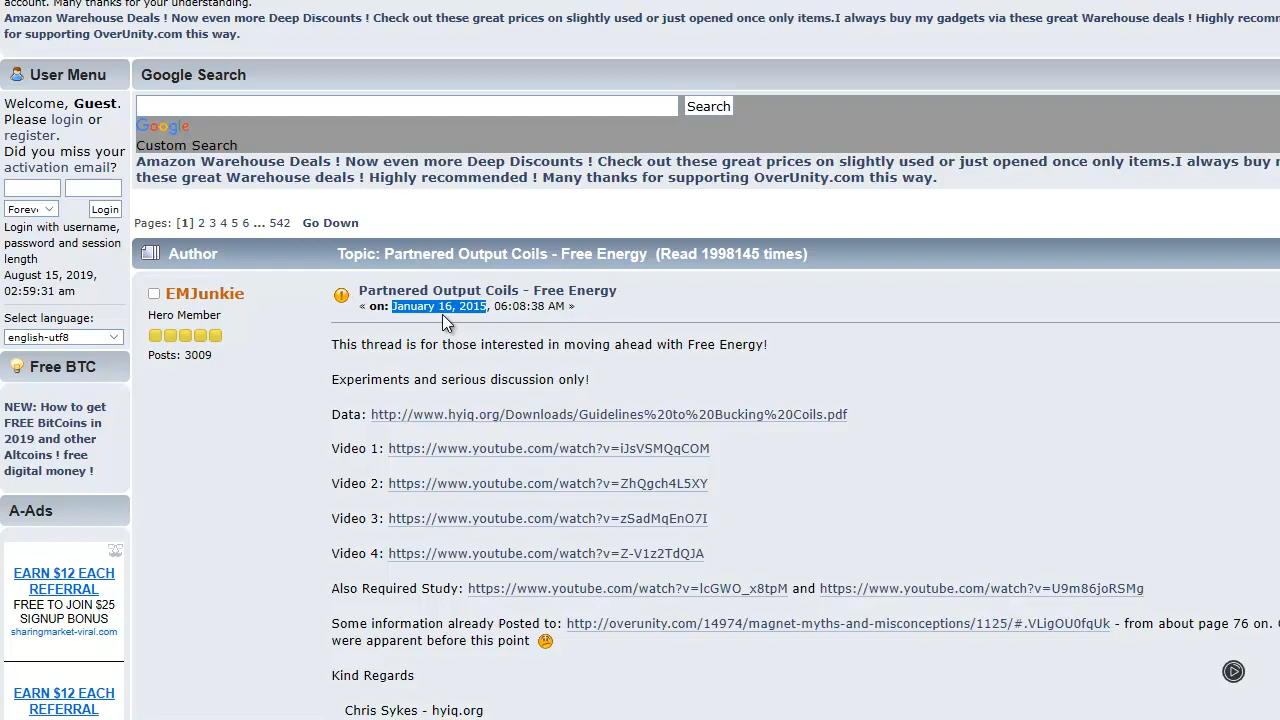 account. Many thanks for your understanding.
Amazon Warehouse Deals ! Now even more Deep Discounts ! Check out these great prices on slightly used or just opened once only items.I always buy my gadgets via these great Warehouse deals ! Highly
for supporting OverUnity.com this way.
User Menu
Google Search
Welcome, Guest.
Please login or
register.
Did you miss your
activation email?
Login
Login with username,
password and session
length
August 15, 2019,
02:59:31 am
Select language:
english-utf8
Search
Google
Custom Search
Amazon Warehouse Deals ! Now even more Deep Discounts ! Check out these great prices on slightly used or just opened once only items.I always buy
these great Warehouse deals ! Highly recommended ! Many thanks for supporting OverUnity.com this way.
Pages: [1] 2 3 4 5 6 ... 542 Go Down
Author Topic: Partnered Output Coils - Free Energy (Read 1998145 times)
EMJunkie
Hero Member
Posts: 3009
Partnered Output Coils - Free Energy
« on: January 16, 2015, 06:08:38 AM »
This thread is for those interested in moving ahead with Free Energy!
Experiments and serious discussion only!
Data: http://www.hyiq.org/Downloads/Guidelines%20to%20Bucking%20Coils.pdf
Video 1: https://www.youtube.com/watch?v=iJsVSMQqCOM
Video 2: https://www.youtube.com/watch?v=ZhQgch4L5XY
Video 3: https://www.youtube.com/watch?v=zSadMqEnO7I
Video 4: https://www.youtube.com/watch?v=Z-V1z2TdQJA
Also Required Study: https://www.youtube.com/watch?v=lcGWO_x8tpM and https://www.youtube.com/watch?v=U9m86joRSMg
Some information already Posted to: http://overunity.com/14974/magnet-myths-and-misconceptions/1125/#.VLigOU0fqUk - from about page 76 on.
were apparent before this point
Kind Regards
Chris Sykes - hyiq.org
Free BTC
NEW: How to get
FREE BitCoins in
2019 and other
Altcoins ! free
digital money !
A-Ads
EARN $12 EACH
REFERRAL
FREE TO JOIN $25
SIGNUP BONUS
sharingmarket-viral.com
EARN $12 EACH
REFERRAL